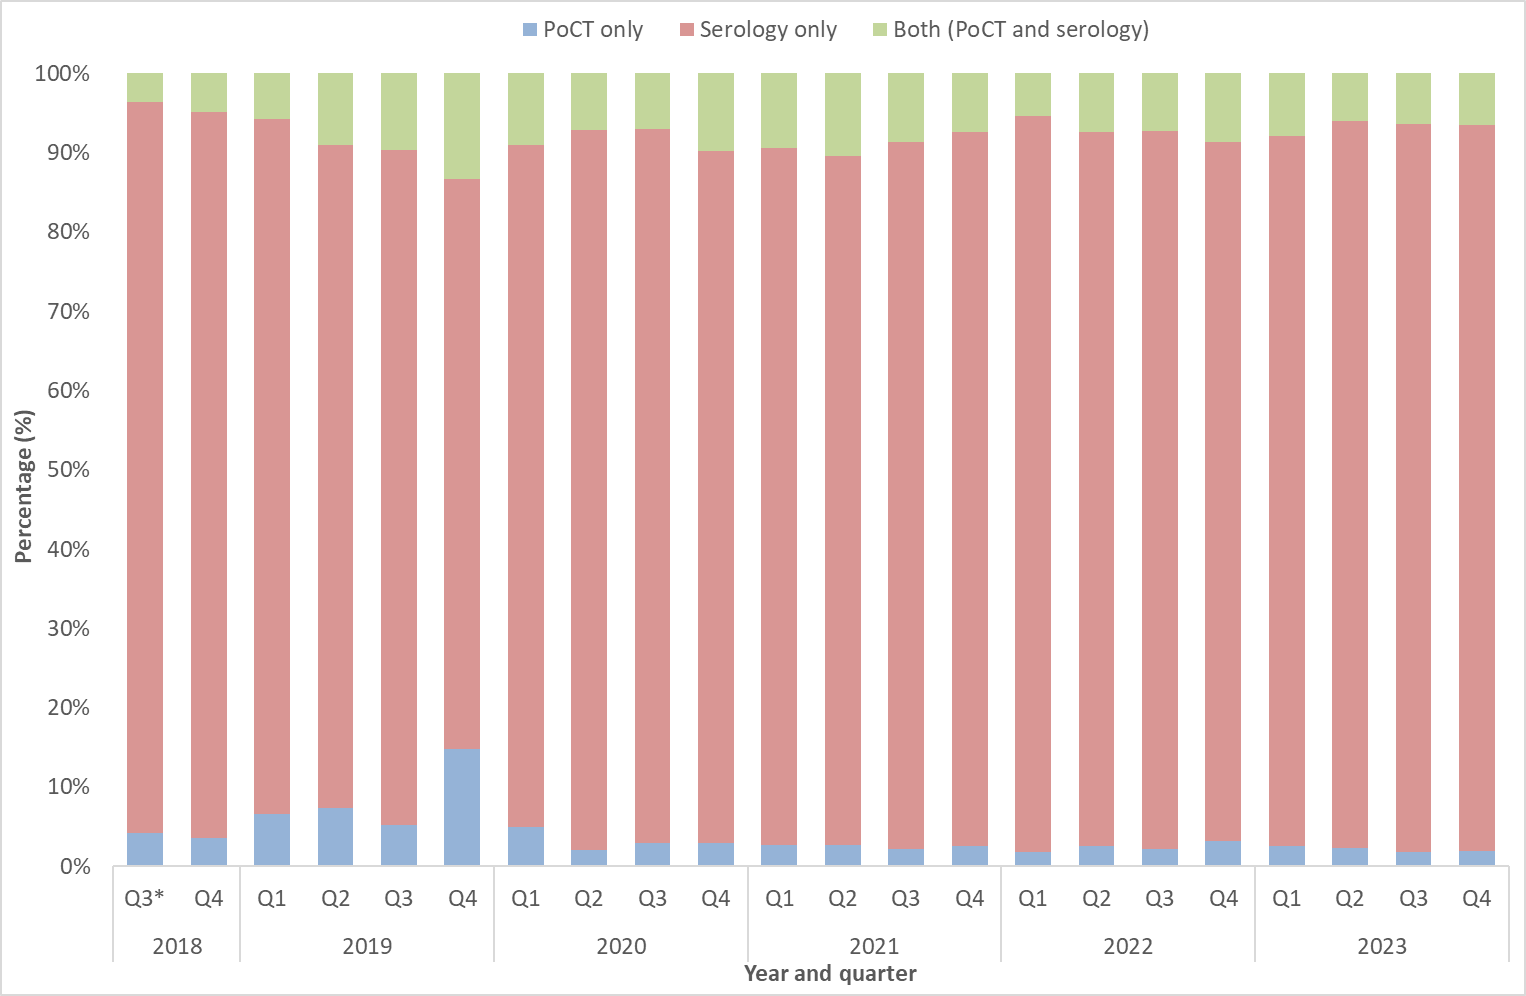 PoCT only Serology only Both (PoCT and serology)
100%
90%
80%
70%
60%
50%
40%
30%
20%
10%
0%
Percentage (%)
Q3* Q4 Q1 Q2 Q3 Q4 Q1 Q2 Q3 Q4 Q1 Q2 Q3 Q4 Q1 Q2 Q3 Q4 Q1 Q2 Q3 Q4
2018 2019 2020 2021 2022 2023
Year and quarter